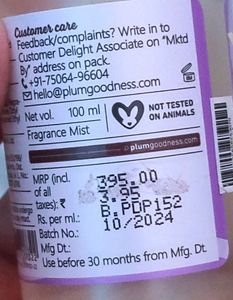 Customer care
Feedback/complaints? Write to our
Customer Delight Associate on "Mktd
By" address on pack.
+91-75064-96604
hello@plumgoodness.com
Net vol. 100 ml
Fragrance Mist
NOT TESTED
ON ANIMALS
plumgoodness.com
MRP (incl. 395.00
of all
taxes): ₹ 3.95
Rs. per ml.: B.PDP152
Batch No.: 10/2024
Mfg Dt.:
Use before 30 months from Mfg. Dt.